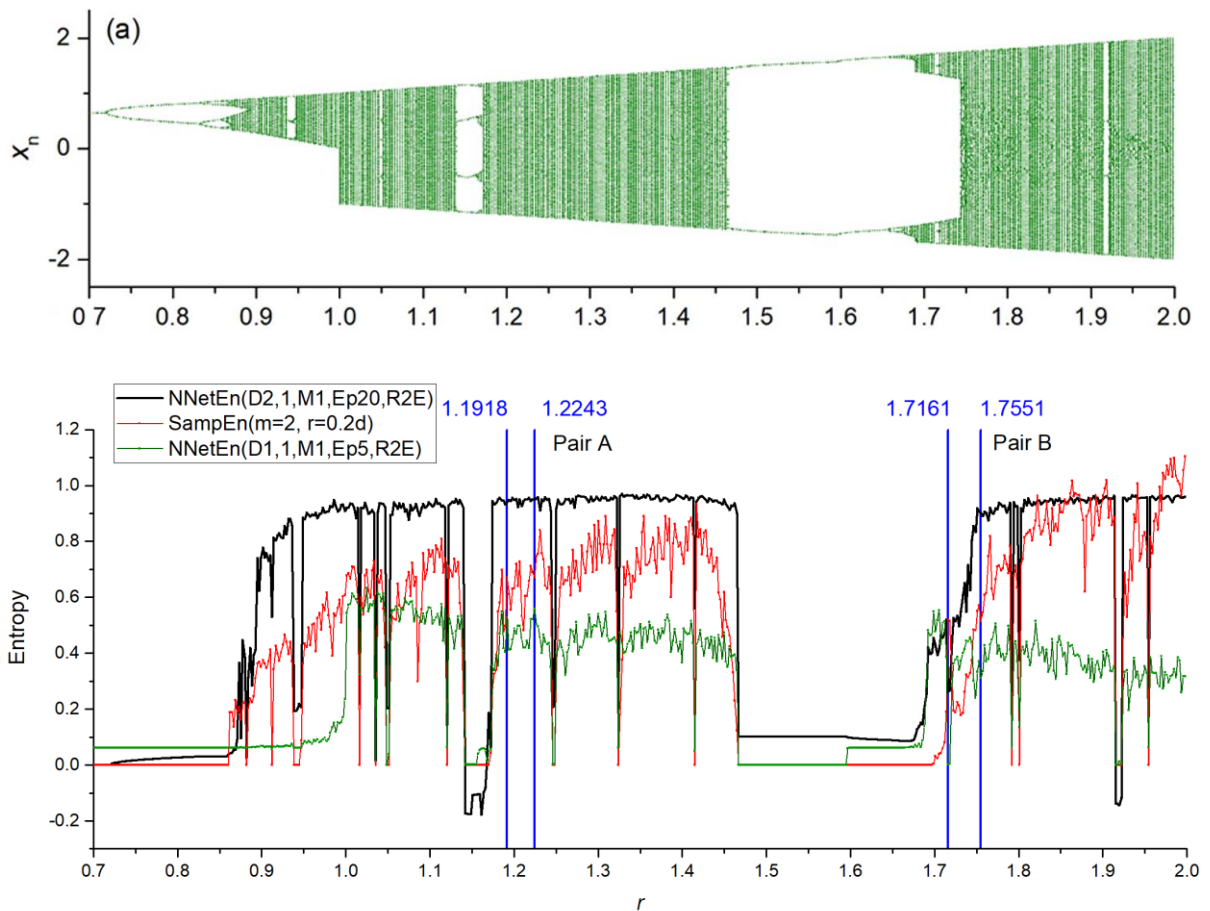 (a)
2
0
-2
xn
0 7 0.8 0.9 1.0 1.1 1.2 1.3 1.4 1.5 1.6 1.7 1.8 1.9 2.0
NNetEn(D2,1,M1,Ep20,R2E)
SampEn(m=2, r=0.2d)
NNetEn(D1,1,M1,Ep5,R2E)
1.1918 1.2243 1.7161 1.7551
Pair A Pair B
1.2
1.0
0.8
0.6
0.4
0.2
0.0
-0.2
Entropy
0.7 0.8 0.9 1.0 1.1 1.2 1.3 1.4 1.5 1.6 1.7 1.8 1.9 2.0
r